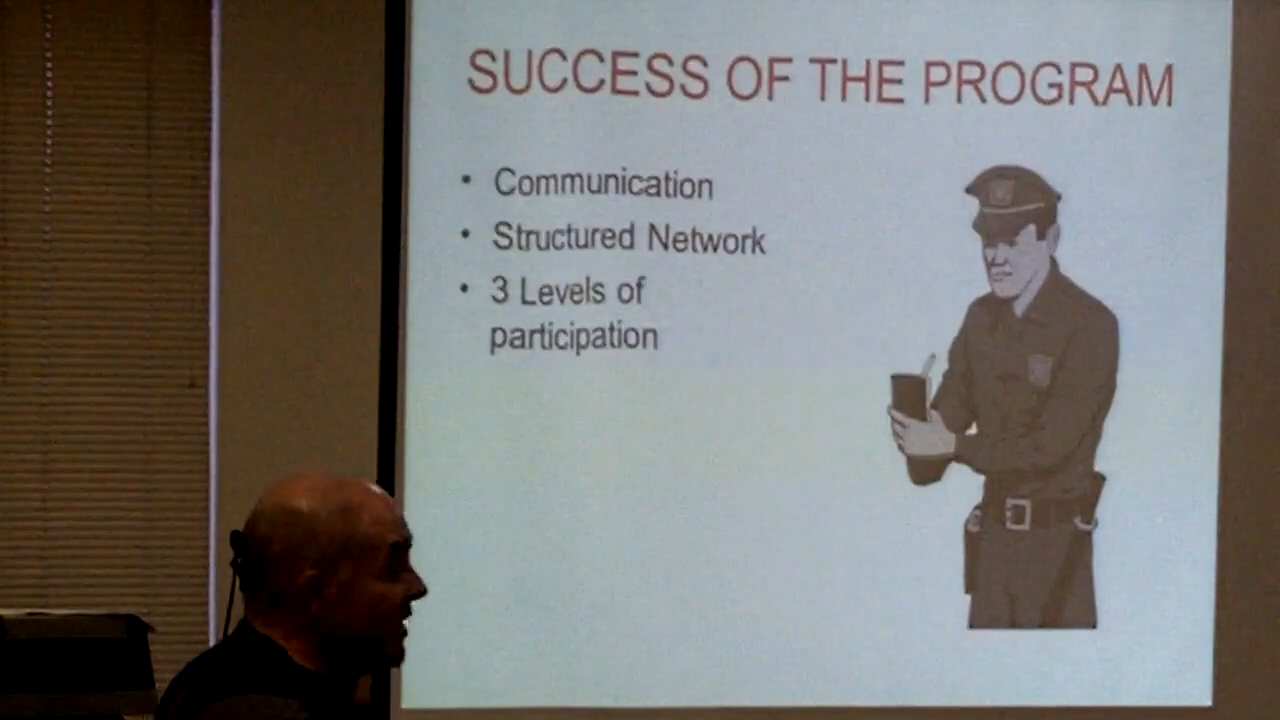 SUCCESS OF THE PROGRAM
• Communication
• Structured Network
• 3 Levels of
participation